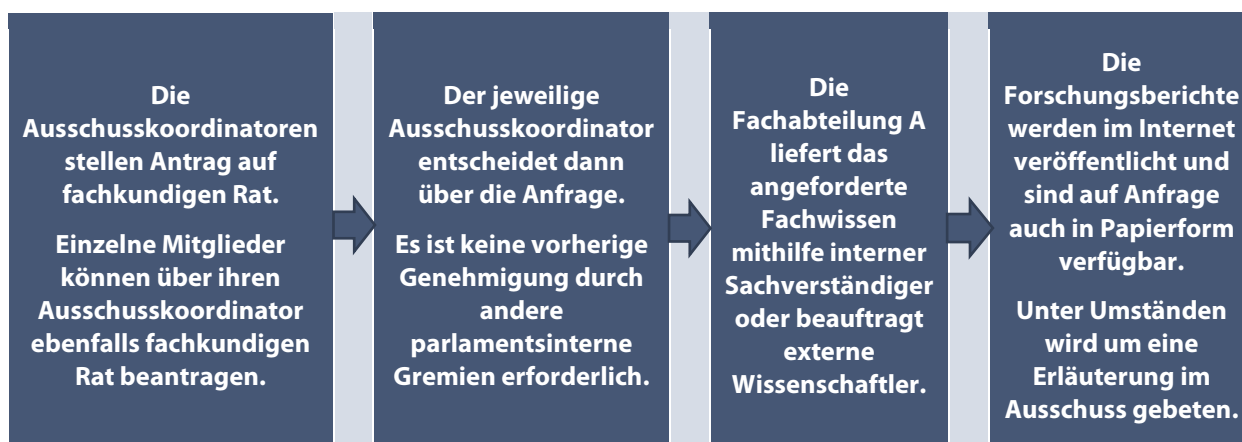 Die
Ausschusskoordinatoren
stellen Antrag auf
fachkundigen Rat.
Einzelne Mitglieder
können über ihren
Ausschusskoordinator
ebenfalls fachkundigen
Rat beantragen.
Der jeweilige
Ausschusskoordinator
entscheidet dann
über die Anfrage.
Es ist keine vorherige
Genehmigung durch
andere
parlamentsinterne
Gremien erforderlich.
Die
Fachabteilung A
liefert das
angeforderte
Fachwissen
mithilfe interner
Sachverständiger
oder beauftragt
externe
Wissenschaftler.
Die
Forschungsberichte
werden im Internet
veröffentlicht und
sind auf Anfrage
auch in Papierform
verfügbar.
Unter Umständen
wird um eine
Erläuterung im
Ausschuss gebeten.